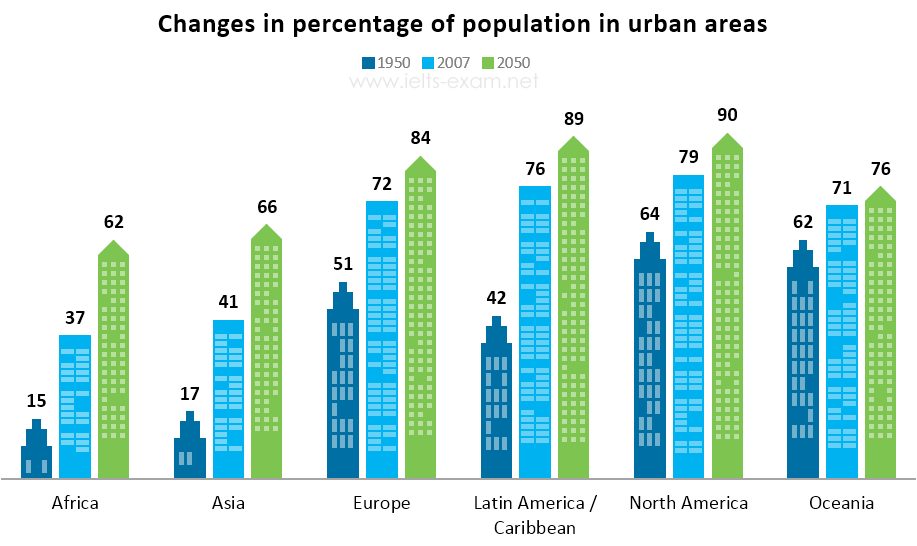 Changes in percentage of population in urban areas
1950 2007 2050
www.ielts-exam.net
15 37 62
17 41 66
51 72 84
42 76 89
64 79 90
62 71 76
Africa Asia Europe Latin America / North America Oceania
Caribbean